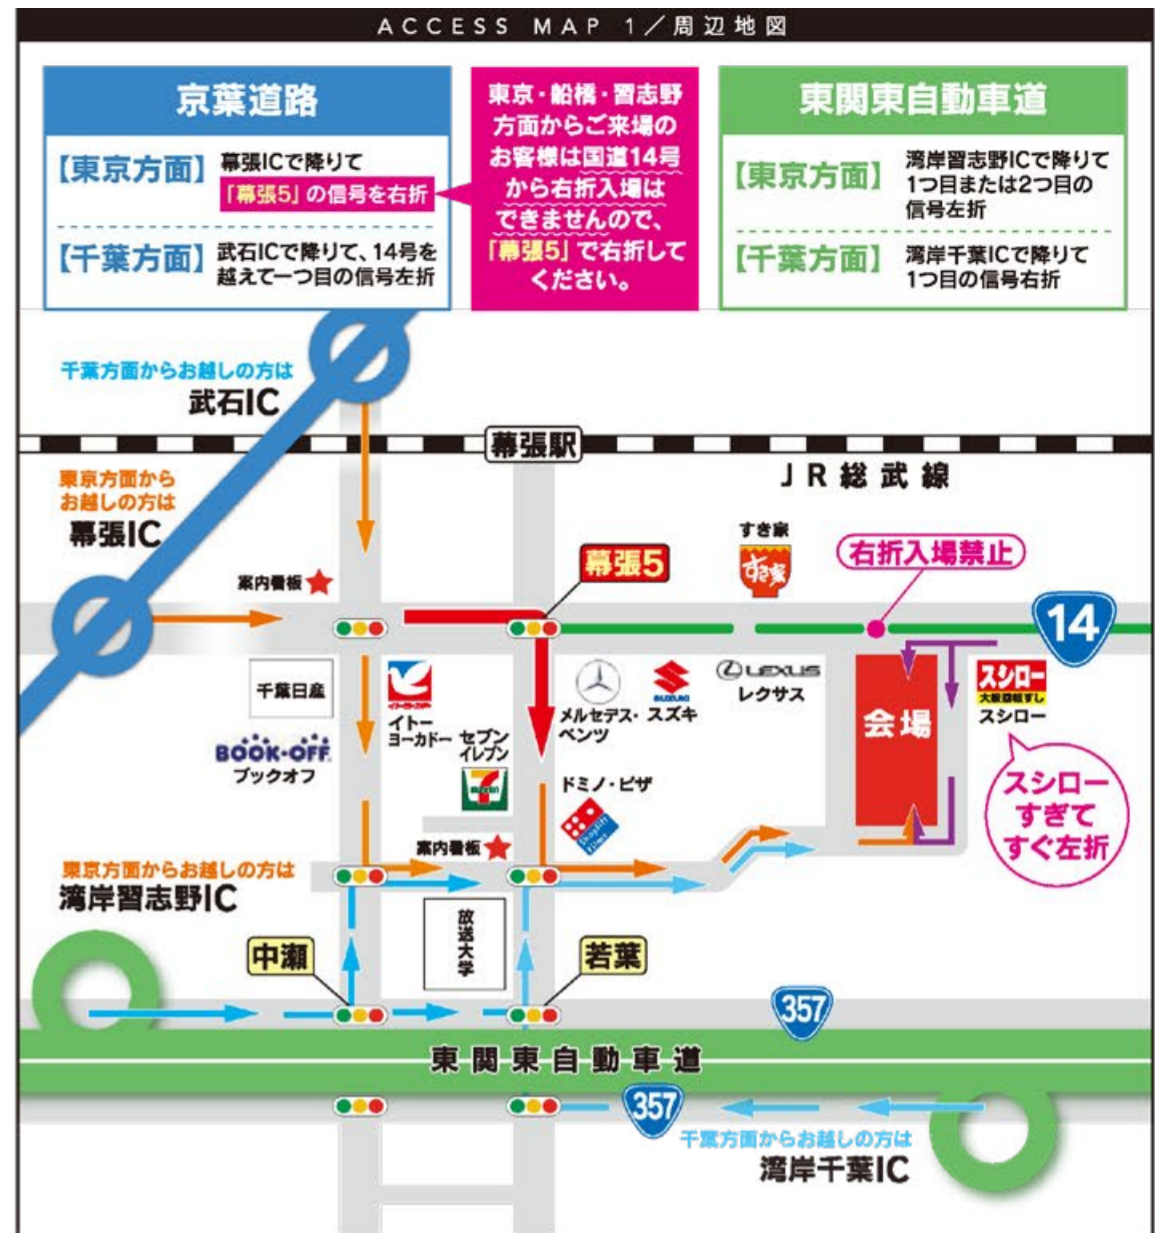 ACCESS MAP 1／周辺地図
京葉道路
【東京方面】
幕張ICで降りて
「幕張5」の信号を右折
【千葉方面】
武石ICで降りて、14号を
越えて一つ目の信号左折
東京・船橋・習志野
方面からご来場の
お客様は国道14号
から右折入場は
できませんので、
「幕張5」で右折して
ください。
東関東自動車道
【東京方面】
湾岸習志野ICで降りて
1つ目または2つ目の
信号左折
【千葉方面】
湾岸千葉ICで降りて
1つ目の信号右折
千葉方面からお越しの方は
武石IC
幕張駅
JR総武線
東京方面から
お越しの方は
幕張IC
案内看板
幕張5
すき家
すき家
右折入場禁止
14
千葉日産
BOOK・OFF
ブックオフ
イトー
ヨーカドー
セブン
イレブン
メルセデス・
ベンツ
SUZUKI
スズキ
LEXUS
レクサス
会場
スシロー
大阪回転すし
スシロー
スシロー
すぎて
すぐ左折
ドミノ・ピザ
案内看板
東京方面からお越しの方は
湾岸習志野IC
放送大学
中瀬
若葉
357
東関東自動車道
357
千葉方面からお越しの方は
湾岸千葉IC